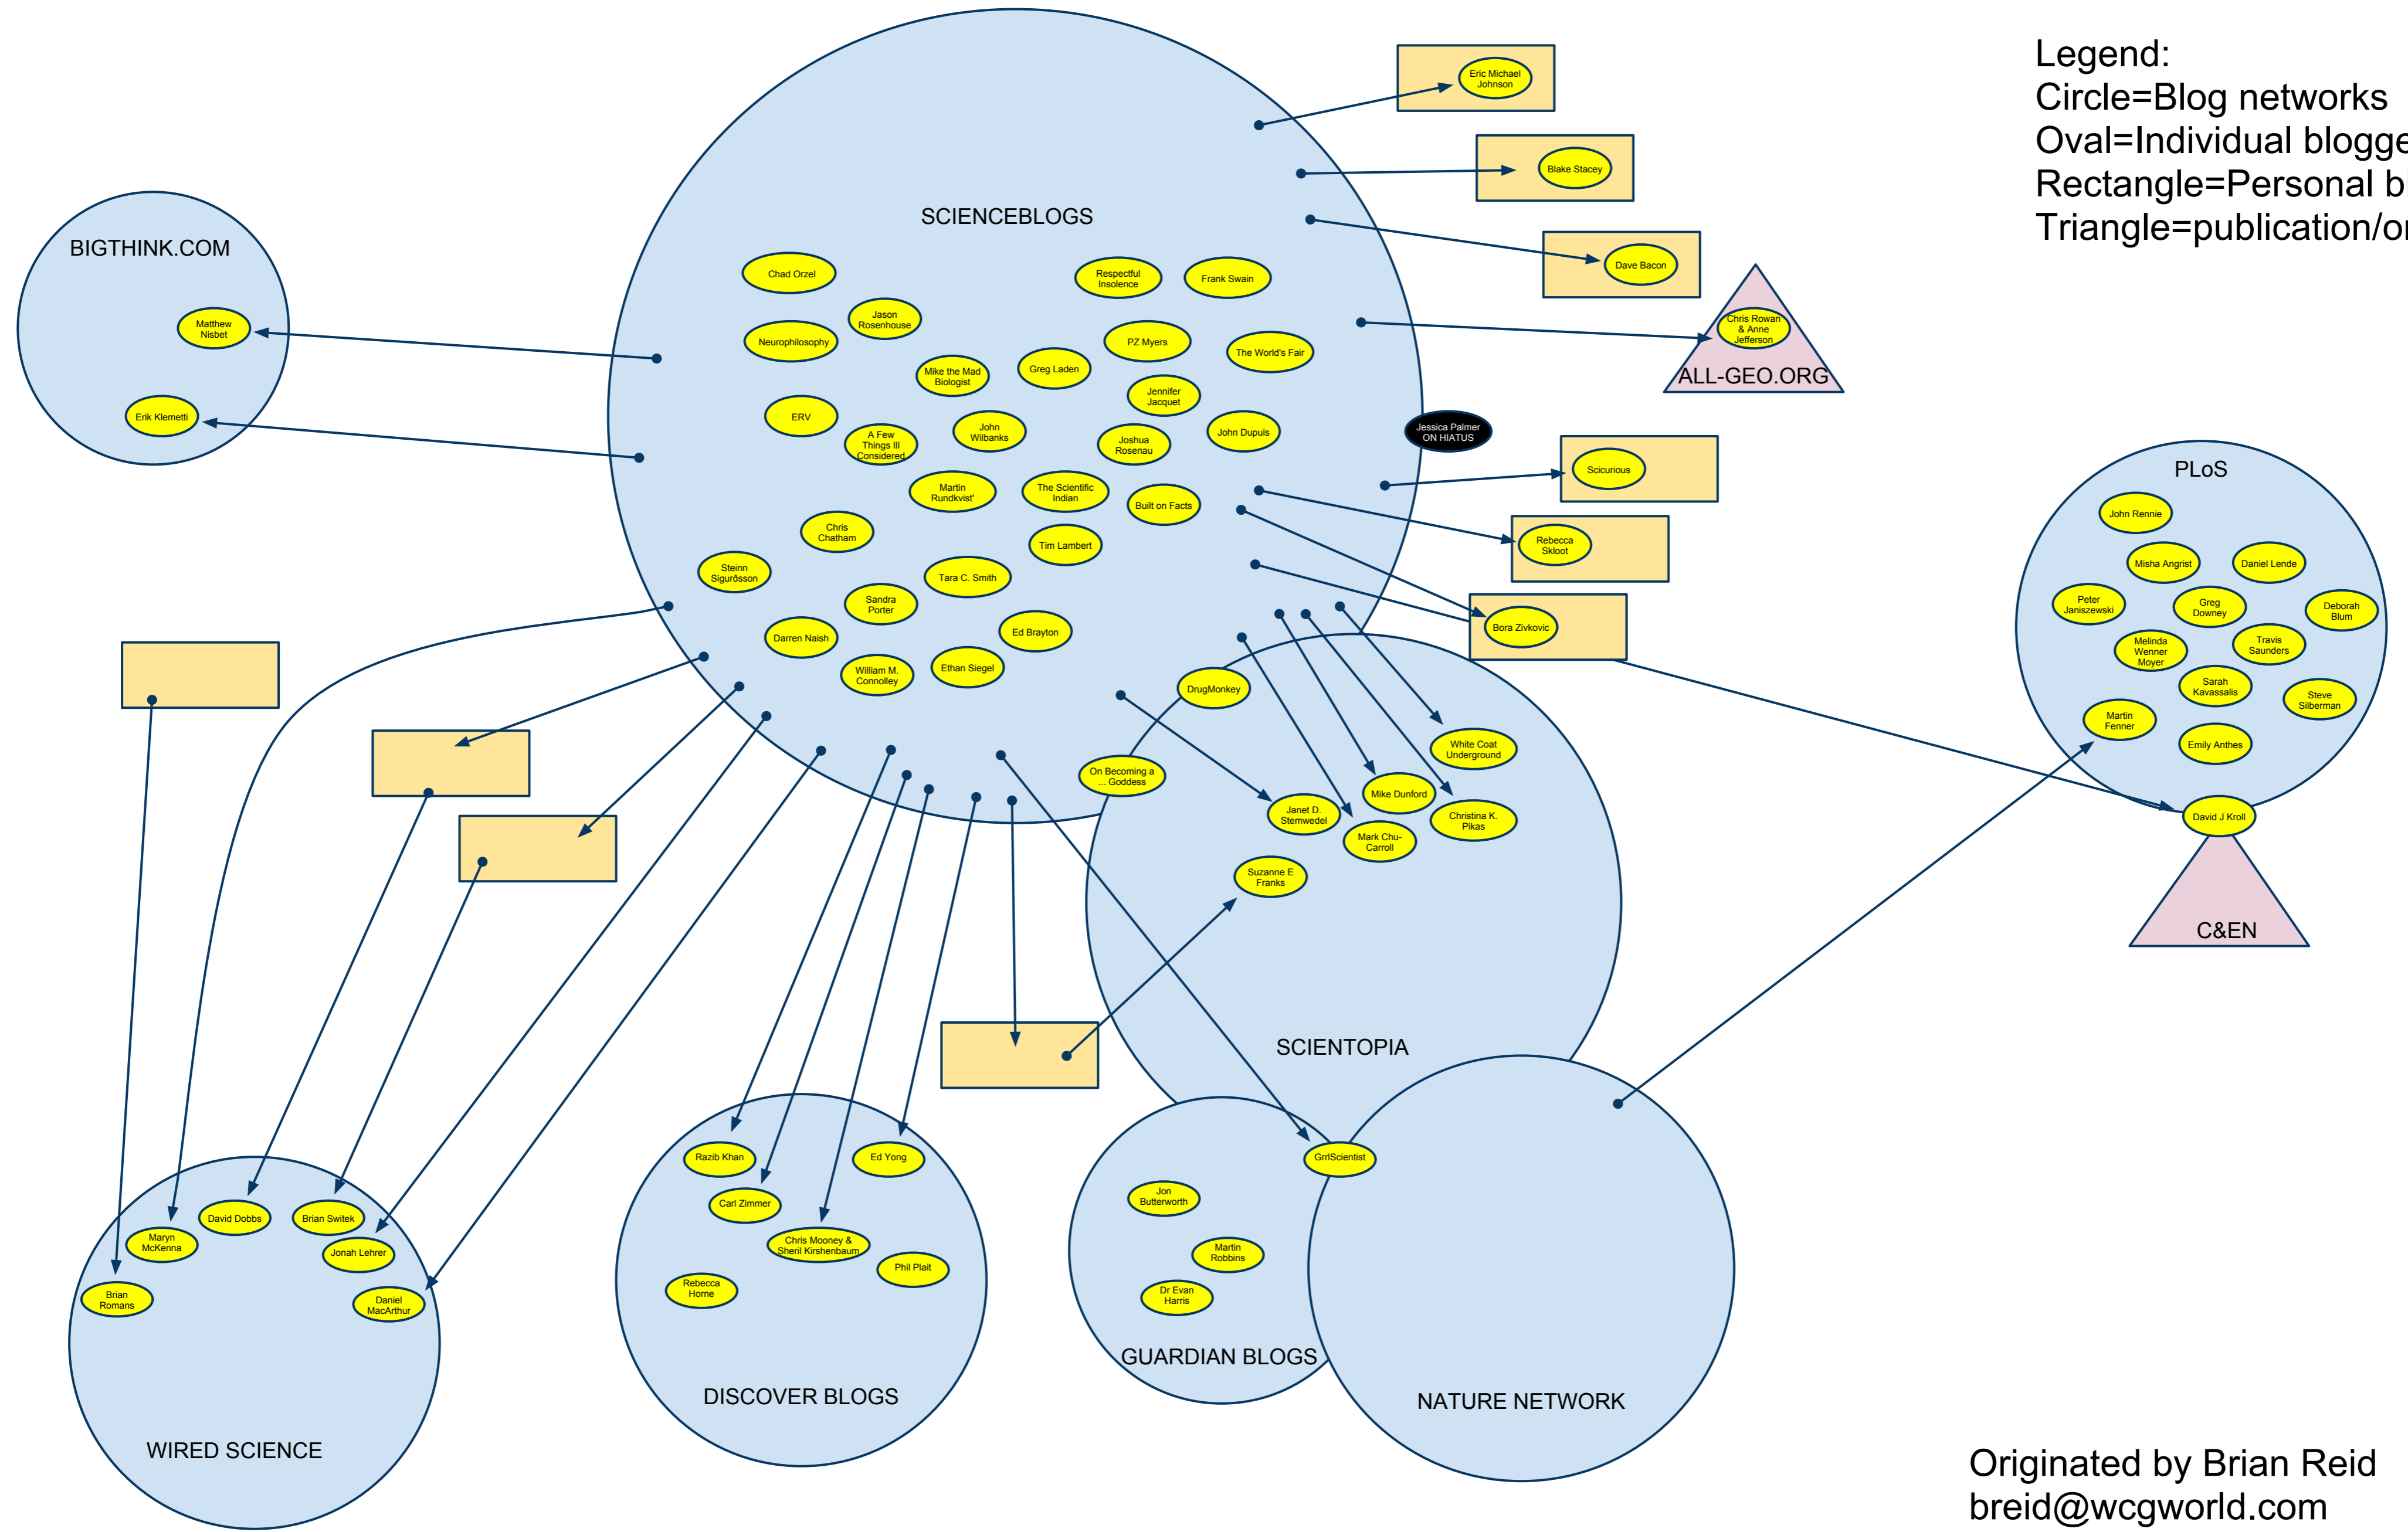 Legend:
Circle=Blog networks
Oval=Individual
Rectangle=Personal
Triangle=publication/
SCIENCEBLOGS
Chad Orzel
Respectful
Insolence
Frank Swain
Jason
Rosenhouse
Neurophilosophy
PZ Myers
The World's Fair
Mike the Mad
Biologist
Greg Laden
Jennifer
Jacquet
ERV
A Few
Things Ill
Considered
John
Wilbanks
Joshua
Rosenau
John Dupuis
Martin
Rundkvist'
The Scientific
Indian
Built on Facts
Chris
Chatham
Tim Lambert
Steinn
Sigurðsson
Tara C. Smith
Sandra
Porter
Darren Naish
Ed Brayton
William M.
Connolley
Ethan Siegel
DrugMonkey
On Becoming a
... Goddess
BIGTHINK.COM
Matthew
Nisbet
Erik Klemetti
Eric Michael
Johnson
Blake Stacey
Dave Bacon
Chris Rowan
& Anne
Jefferson
ALL-GEO.ORG
Jessica Palmer
ON HIATUS
Scicurious
Rebecca
Skloot
Bora Zivkovic
PLoS
John Rennie
Misha Angrist
Daniel Lende
Peter
Janiszewski
Greg
Downey
Deborah
Blum
Melinda
Wenner
Moyer
Travis
Saunders
Sarah
Kavassalis
Steve
Silberman
Martin
Fenner
Emily Anthes
David J Kroll
C&EN
White Coat
Underground
Mike Dunford
Janet D.
Stemwedel
Christina K.
Pikas
Mark Chu-
Carroll
Suzanne E
Franks
SCIENTOPIA
GrrlScientist
Jon
Butterworth
Martin
Robbins
Dr Evan
Harris
GUARDIAN BLOGS
NATURE NETWORK
Razib Khan
Ed Yong
Carl Zimmer
Chris Mooney &
Sheril Kirshenbaum
Phil Plait
Rebecca
Horne
DISCOVER BLOGS
David Dobbs
Brian Switek
Maryn
McKenna
Jonah Lehrer
Brian
Romans
Daniel
MacArthur
WIRED SCIENCE
Originated by Brian Reid
breid@wcgworld.com